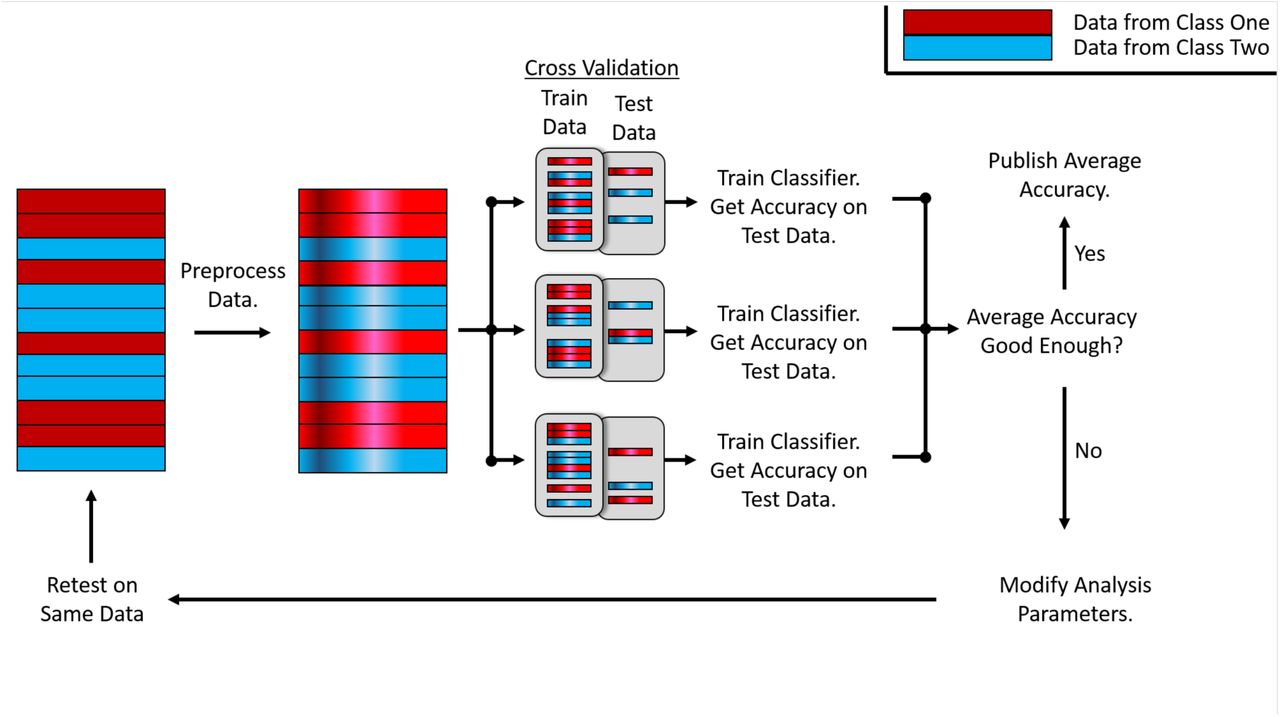 Data from Class One
Data from Class Two
Cross Validation
Train
Data
Test
Data
Preprocess
Data.
Train Classifier.
Get Accuracy on
Test Data.
Train Classifier.
Get Accuracy on
Test Data.
Train Classifier.
Get Accuracy on
Test Data.
Publish Average
Accuracy.
Yes
Average Accuracy
Good Enough?
No
Modify Analysis
Parameters.
Retest on
Same Data